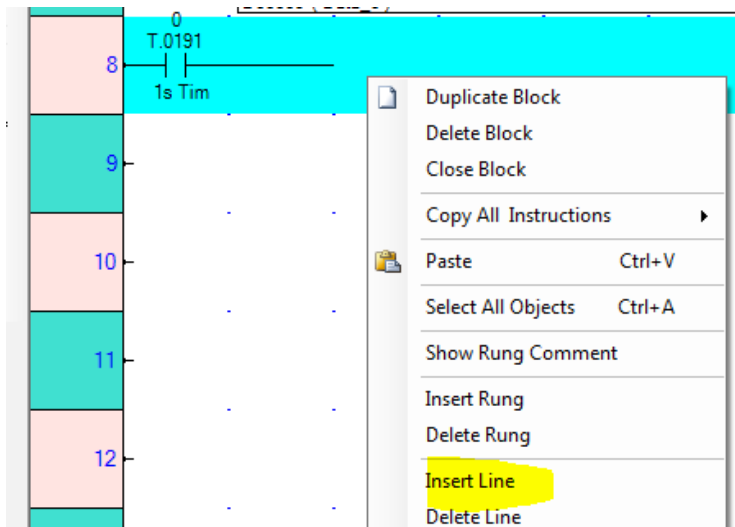 0
T.0191
8
1s Tim
9
10
11
12
Duplicate Block
Delete Block
Close Block
Copy All Instructions
Paste Ctrl+V
Select All Objects Ctrl+A
Show Rung Comment
Insert Rung
Delete Rung
Insert Line
Delete Line